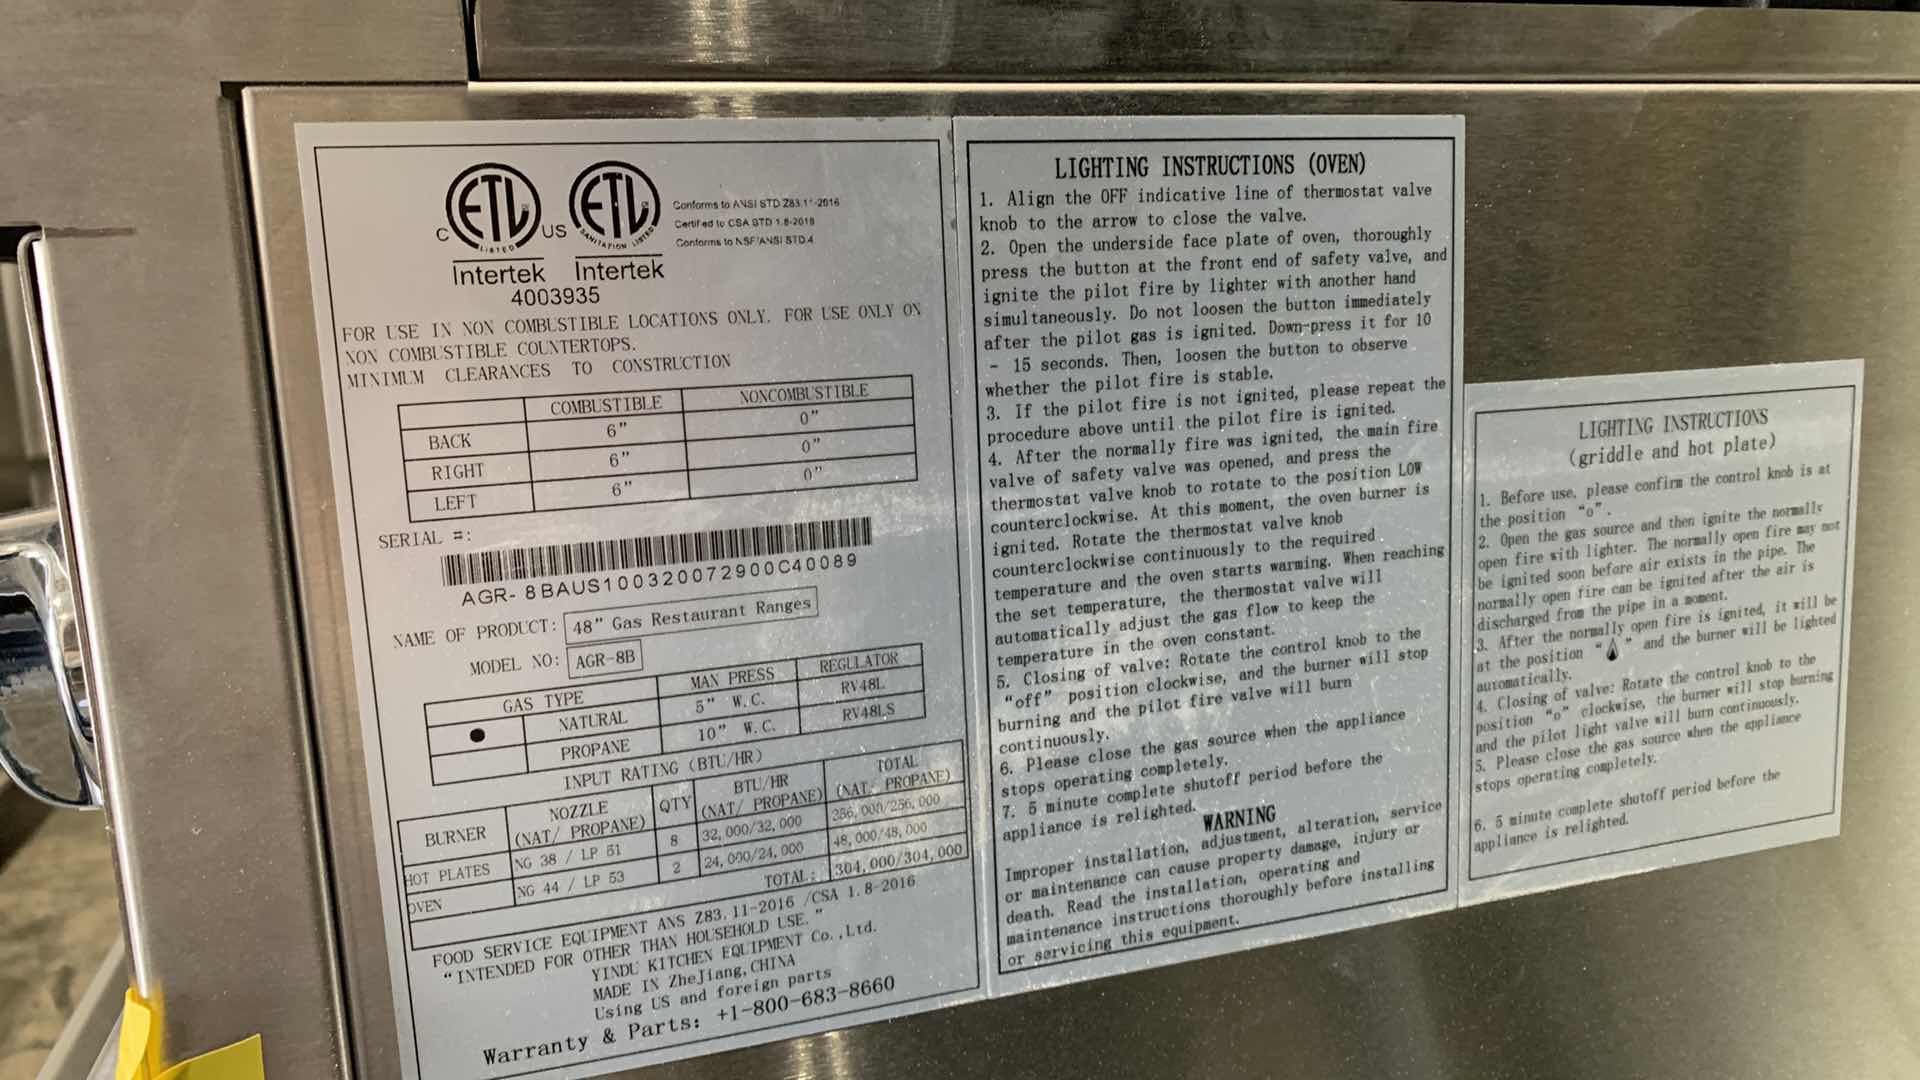 C ETL US ETL
LISTED SANITATION LISTED
Intertek Intertek
4003935
Conforms to ANSI STD Z83.11-2016
Certified to CSA STD 1.8-2016
Conforms to NSF/ANSI STD.4
FOR USE IN NON COMBUSTIBLE LOCATIONS ONLY. FOR USE ONLY ON
NON COMBUSTIBLE COUNTERTOPS.
MINIMUM CLEARANCES TO CONSTRUCTION
COMBUSTIBLE NONCOMBUSTIBLE
BACK 6" 0"
RIGHT 6" 0"
LEFT 6" 0"
SERIAL #:
AGR- 8BAUS100320072900C40089
NAME OF PRODUCT: 48" Gas Restaurant Ranges
MODEL NO: AGR-8B
GAS TYPE MAN PRESS REGULATOR
● NATURAL 5" W.C. RV48L
PROPANE 10" W.C. RV48LS
INPUT RATING (BTU/HR)
BURNER NOZZLE (NAT/ PROPANE) QTY BTU/HR (NAT/ PROPANE) TOTAL (NAT/ PROPANE)
HOT PLATES NG 38 / LP 51 8 32,000/32,000 256,000/256,000
OVEN NG 44 / LP 53 2 24,000/24,000 48,000/48,000
TOTAL: 304,000/304,000
FOOD SERVICE EQUIPMENT ANS Z83.11-2016 /CSA 1.8-2016
"INTENDED FOR OTHER THAN HOUSEHOLD USE."
YINDU KITCHEN EQUIPMENT Co.,Ltd.
MADE IN ZheJiang,CHINA
Using US and foreign parts
Warranty & Parts: +1-800-683-8660
LIGHTING INSTRUCTIONS (OVEN)
1. Align the OFF indicative line of thermostat valve
knob to the arrow to close the valve.
2. Open the underside face plate of oven, thoroughly
press the button at the front end of safety valve, and
ignite the pilot fire by lighter with another hand
simultaneously. Do not loosen the button immediately
after the pilot gas is ignited. Down-press it for 10
- 15 seconds. Then, loosen the button to observe
whether the pilot fire is stable.
3. If the pilot fire is not ignited, please repeat the
procedure above until the pilot fire is ignited.
4. After the normally fire was ignited, the main fire
valve of safety valve was opened, and press the
thermostat valve knob to rotate to the position LOW
counterclockwise. At this moment, the oven burner is
ignited. Rotate the thermostat valve knob
counterclockwise continuously to the required
temperature and the oven starts warming. When reaching
the set temperature, the thermostat valve will
automatically adjust the gas flow to keep the
temperature in the oven constant.
5. Closing of valve: Rotate the control knob to the
"off" position clockwise, and the burner will stop
burning and the pilot fire valve will burn
continuously.
6. Please close the gas source when the appliance
stops operating completely.
7. 5 minute complete shutoff period before the
appliance is relighted.
WARNING
Improper installation, adjustment, alteration, service
or maintenance can cause property damage, injury or
death. Read the installation, operating and
maintenance instructions thoroughly before installing
or servicing this equipment.
LIGHTING INSTRUCTIONS
(griddle and hot plate)
1. Before use, please confirm the control knob is at
the position "o".
2. Open the gas source and then ignite the normally
open fire with lighter. The normally open fire may not
be ignited soon before air exists in the pipe. The
normally open fire can be ignited after the air is
discharged from the pipe in a moment.
3. After the normally open fire is ignited, it will be
at the position " " and the burner will be lighted
automatically.
4. Closing of valve: Rotate the control knob to the
position "o" clockwise, the burner will stop burning
and the pilot light valve will burn continuously.
5. Please close the gas source when the appliance
stops operating completely.
6. 5 minute complete shutoff period before the
appliance is relighted.